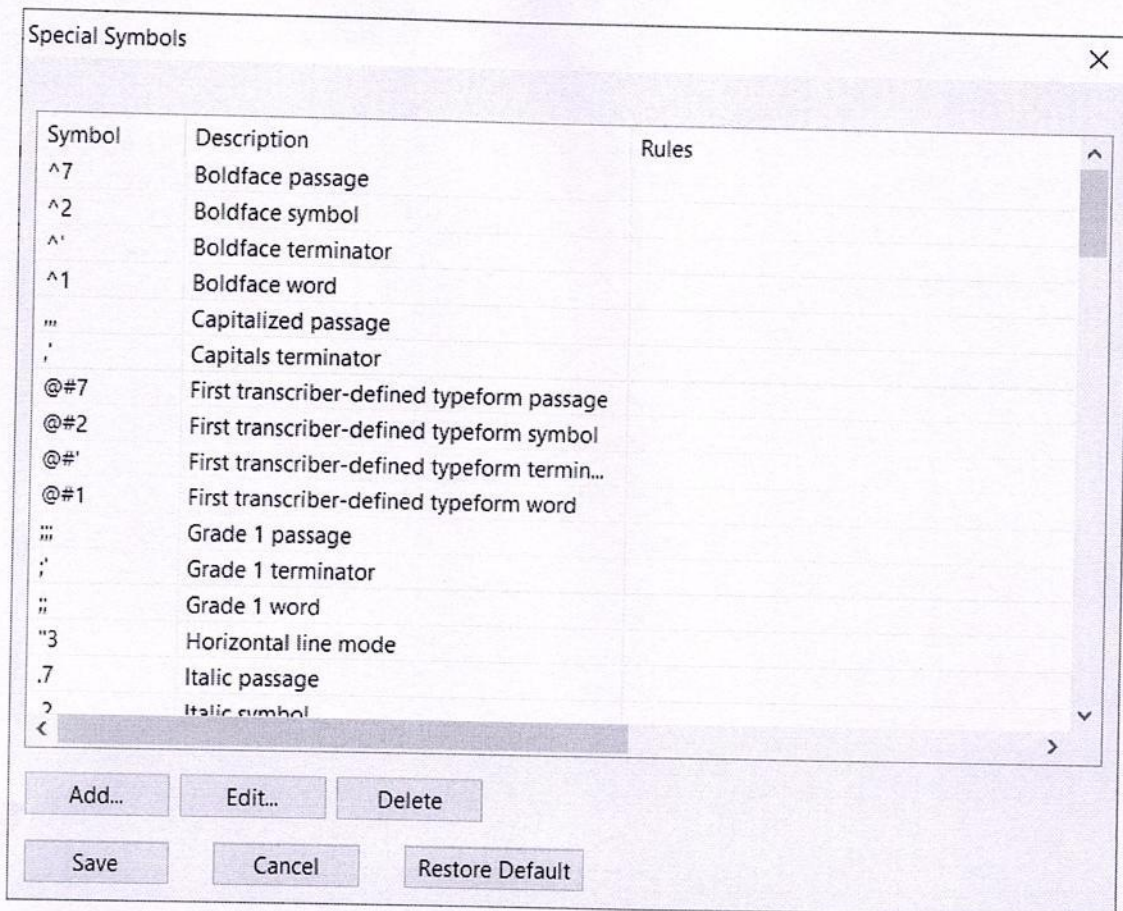 Special Symbols
Symbol Description Rules
^7 Boldface passage
^2 Boldface symbol
^' Boldface terminator
^1 Boldface word
,,, Capitalized passage
,' Capitals terminator
@#7 First transcriber-defined typeform passage
@#2 First transcriber-defined typeform symbol
@#' First transcriber-defined typeform termin...
@#1 First transcriber-defined typeform word
;;; Grade 1 passage
;' Grade 1 terminator
;; Grade 1 word
"3 Horizontal line mode
.7 Italic passage
Italic symbol
Add... Edit... Delete
Save Cancel Restore Default